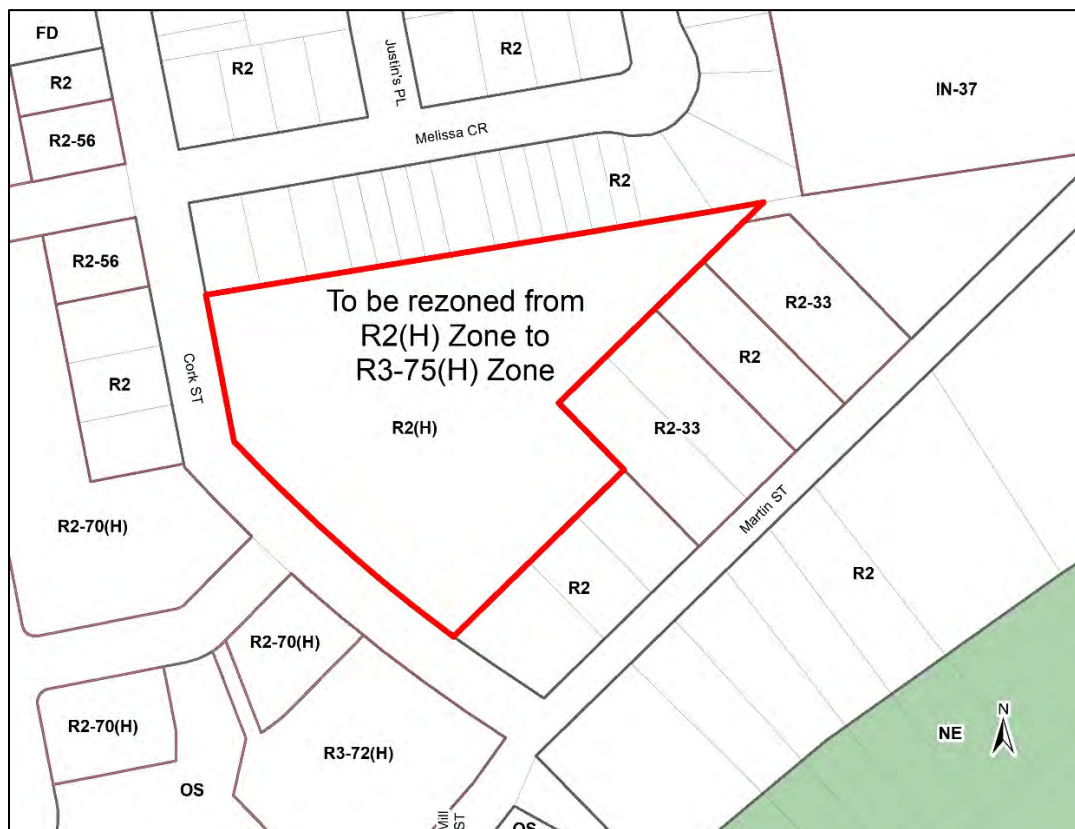 FD
R2
R2
R2
R2-56
IN-37
Justin's PL
Melissa CR
R2
R2-56
To be rezoned from
R2(H) Zone to
R3-75(H) Zone
R2-33
R2
Cork ST
R2
R2(H)
R2-33
Martin ST
R2-70(H)
R2
R2
R2-70(H)
R2-70(H)
R3-72(H)
N
NE
OS
Mill
ST
OS